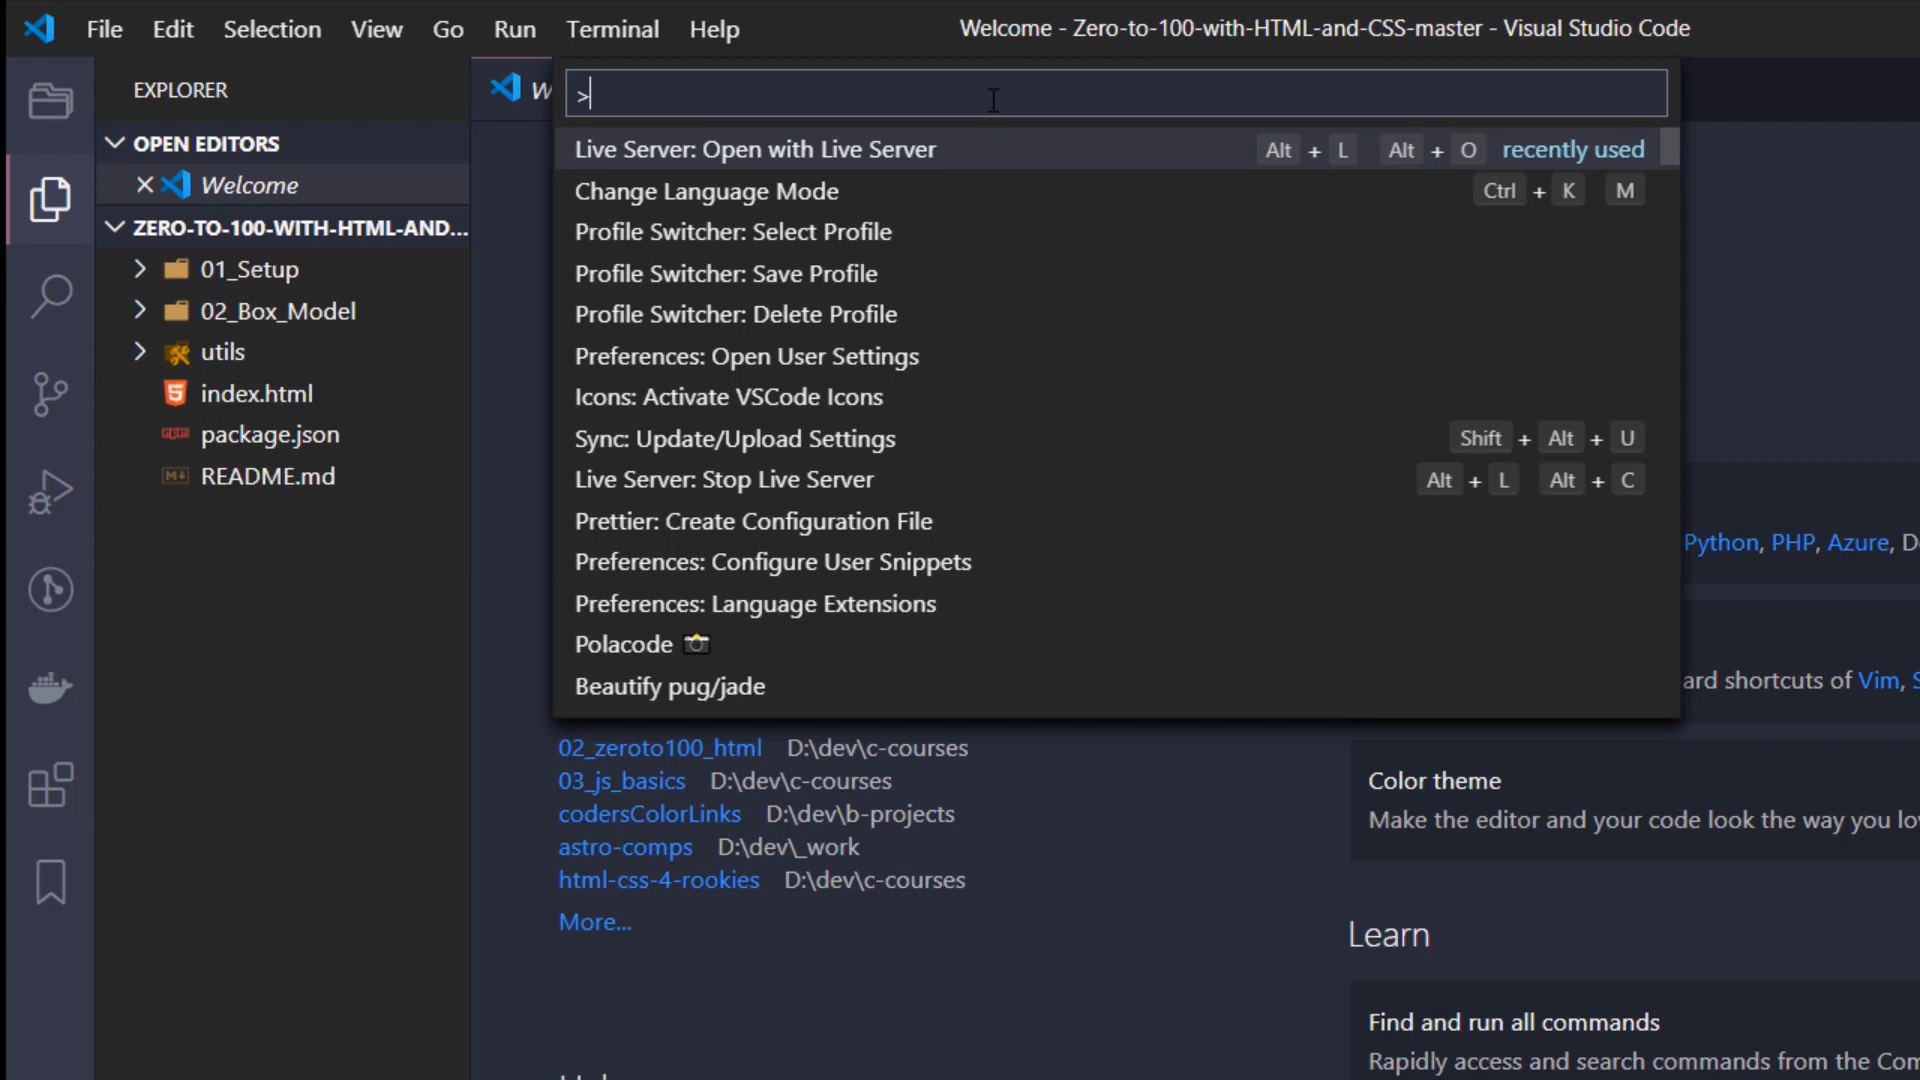 File Edit Selection View Go Run Terminal Help
Welcome - Zero-to-100-with-HTML-and-CSS-master - Visual Studio Code
EXPLORER
OPEN EDITORS
Welcome
ZERO-TO-100-WITH-HTML-AND...
01_Setup
02_Box_Model
utils
index.html
package.json
README.md
W
>
Live Server: Open with Live Server Alt + L Alt + O recently used
Change Language Mode Ctrl + K M
Profile Switcher: Select Profile
Profile Switcher: Save Profile
Profile Switcher: Delete Profile
Preferences: Open User Settings
Icons: Activate VSCode Icons
Sync: Update/Upload Settings Shift + Alt + U
Live Server: Stop Live Server Alt + L Alt + C
Prettier: Create Configuration File
Preferences: Configure User Snippets
Preferences: Language Extensions
Polacode
Beautify pug/jade
Python, PHP, Azure, D
ard shortcuts of Vim, S
02_zeroto100_html D:\dev\c-courses
03_js_basics D:\dev\c-courses
codersColorLinks D:\dev\b-projects
astro-comps D:\dev\_work
html-css-4-rookies D:\dev\c-courses
More...
Color theme
Make the editor and your code look the way you lo
Learn
Find and run all commands
Rapidly access and search commands from the Com